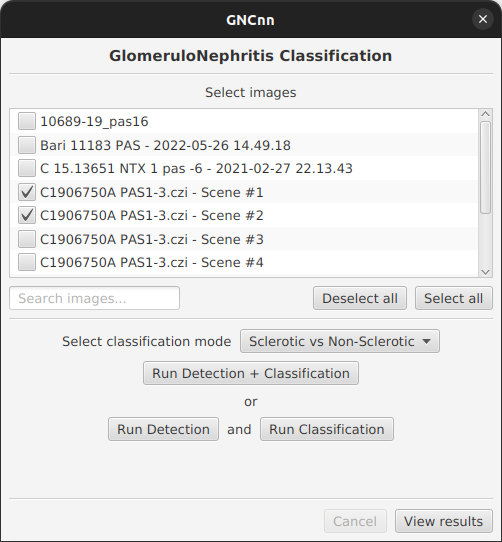 GNCnn
GlomeruloNephritis Classification
Select images
10689-19_pas16
Bari 11183 PAS - 2022-05-26 14.49.18
C 15.13651 NTX 1 pas -6 - 2021-02-27 22.13.43
C1906750A PAS1-3.czi - Scene #1
C1906750A PAS1-3.czi - Scene #2
C1906750A PAS1-3.czi - Scene #3
C1906750A PAS1-3.czi - Scene #4
Search images... Deselect all Select all
Select classification mode Sclerotic vs Non-Sclerotic
Run Detection + Classification
or
Run Detection and Run Classification
Cancel View results